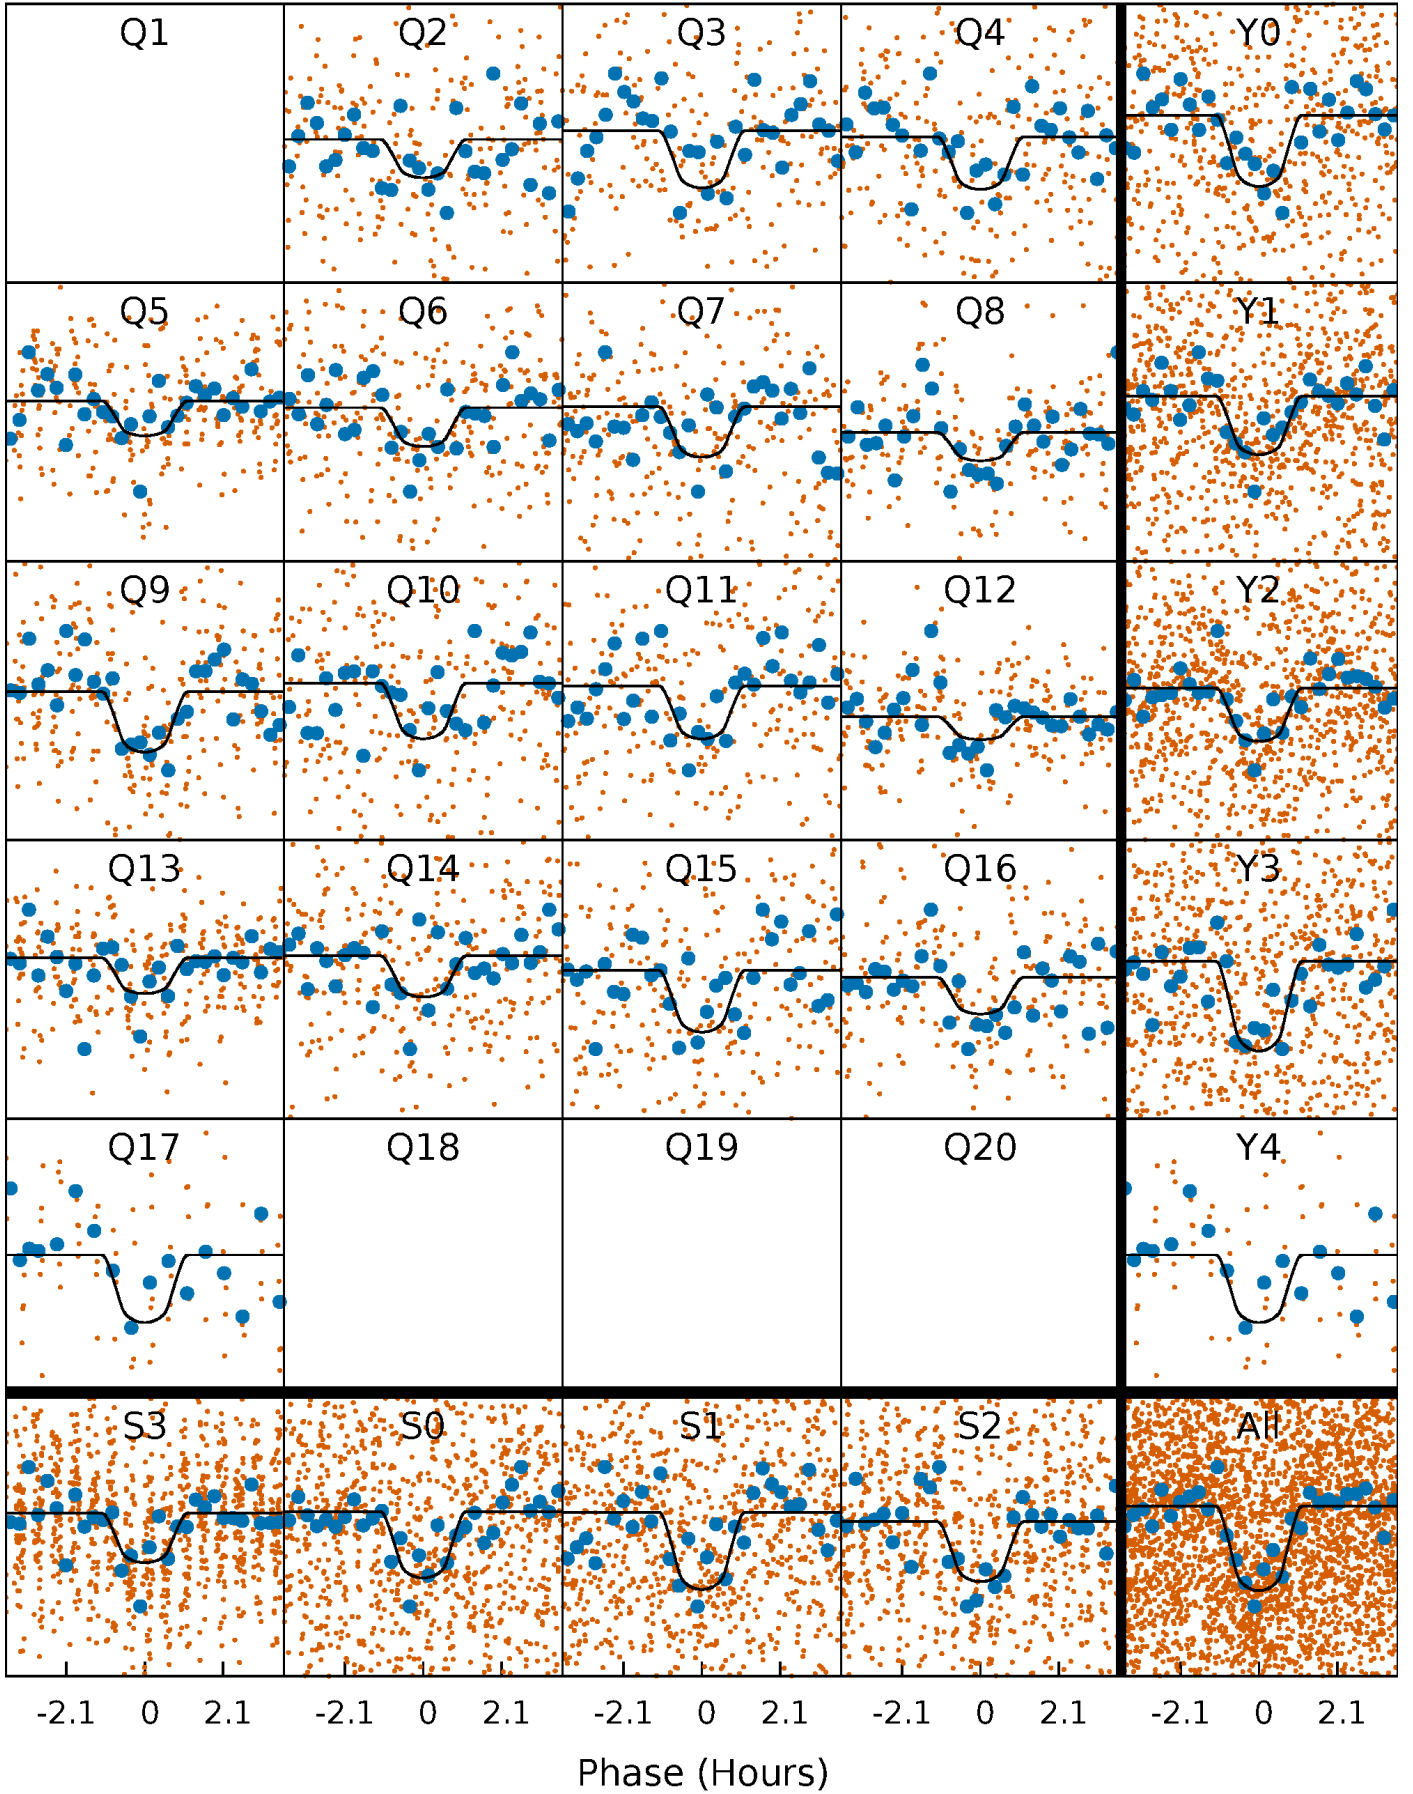 Q1 Q2 Q3 Q4 Y0
Q5 Q6 Q7 Q8 Y1
Q9 Q10 Q11 Q12 Y2
Q13 Q14 Q15 Q16 Y3
Q17 Q18 Q19 Q20 Y4
S3 S0 S1 S2 All
-2.1 0 2.1 -2.1 0 2.1 -2.1 0 2.1 -2.1 0 2.1 -2.1 0 2.1
Phase (Hours)